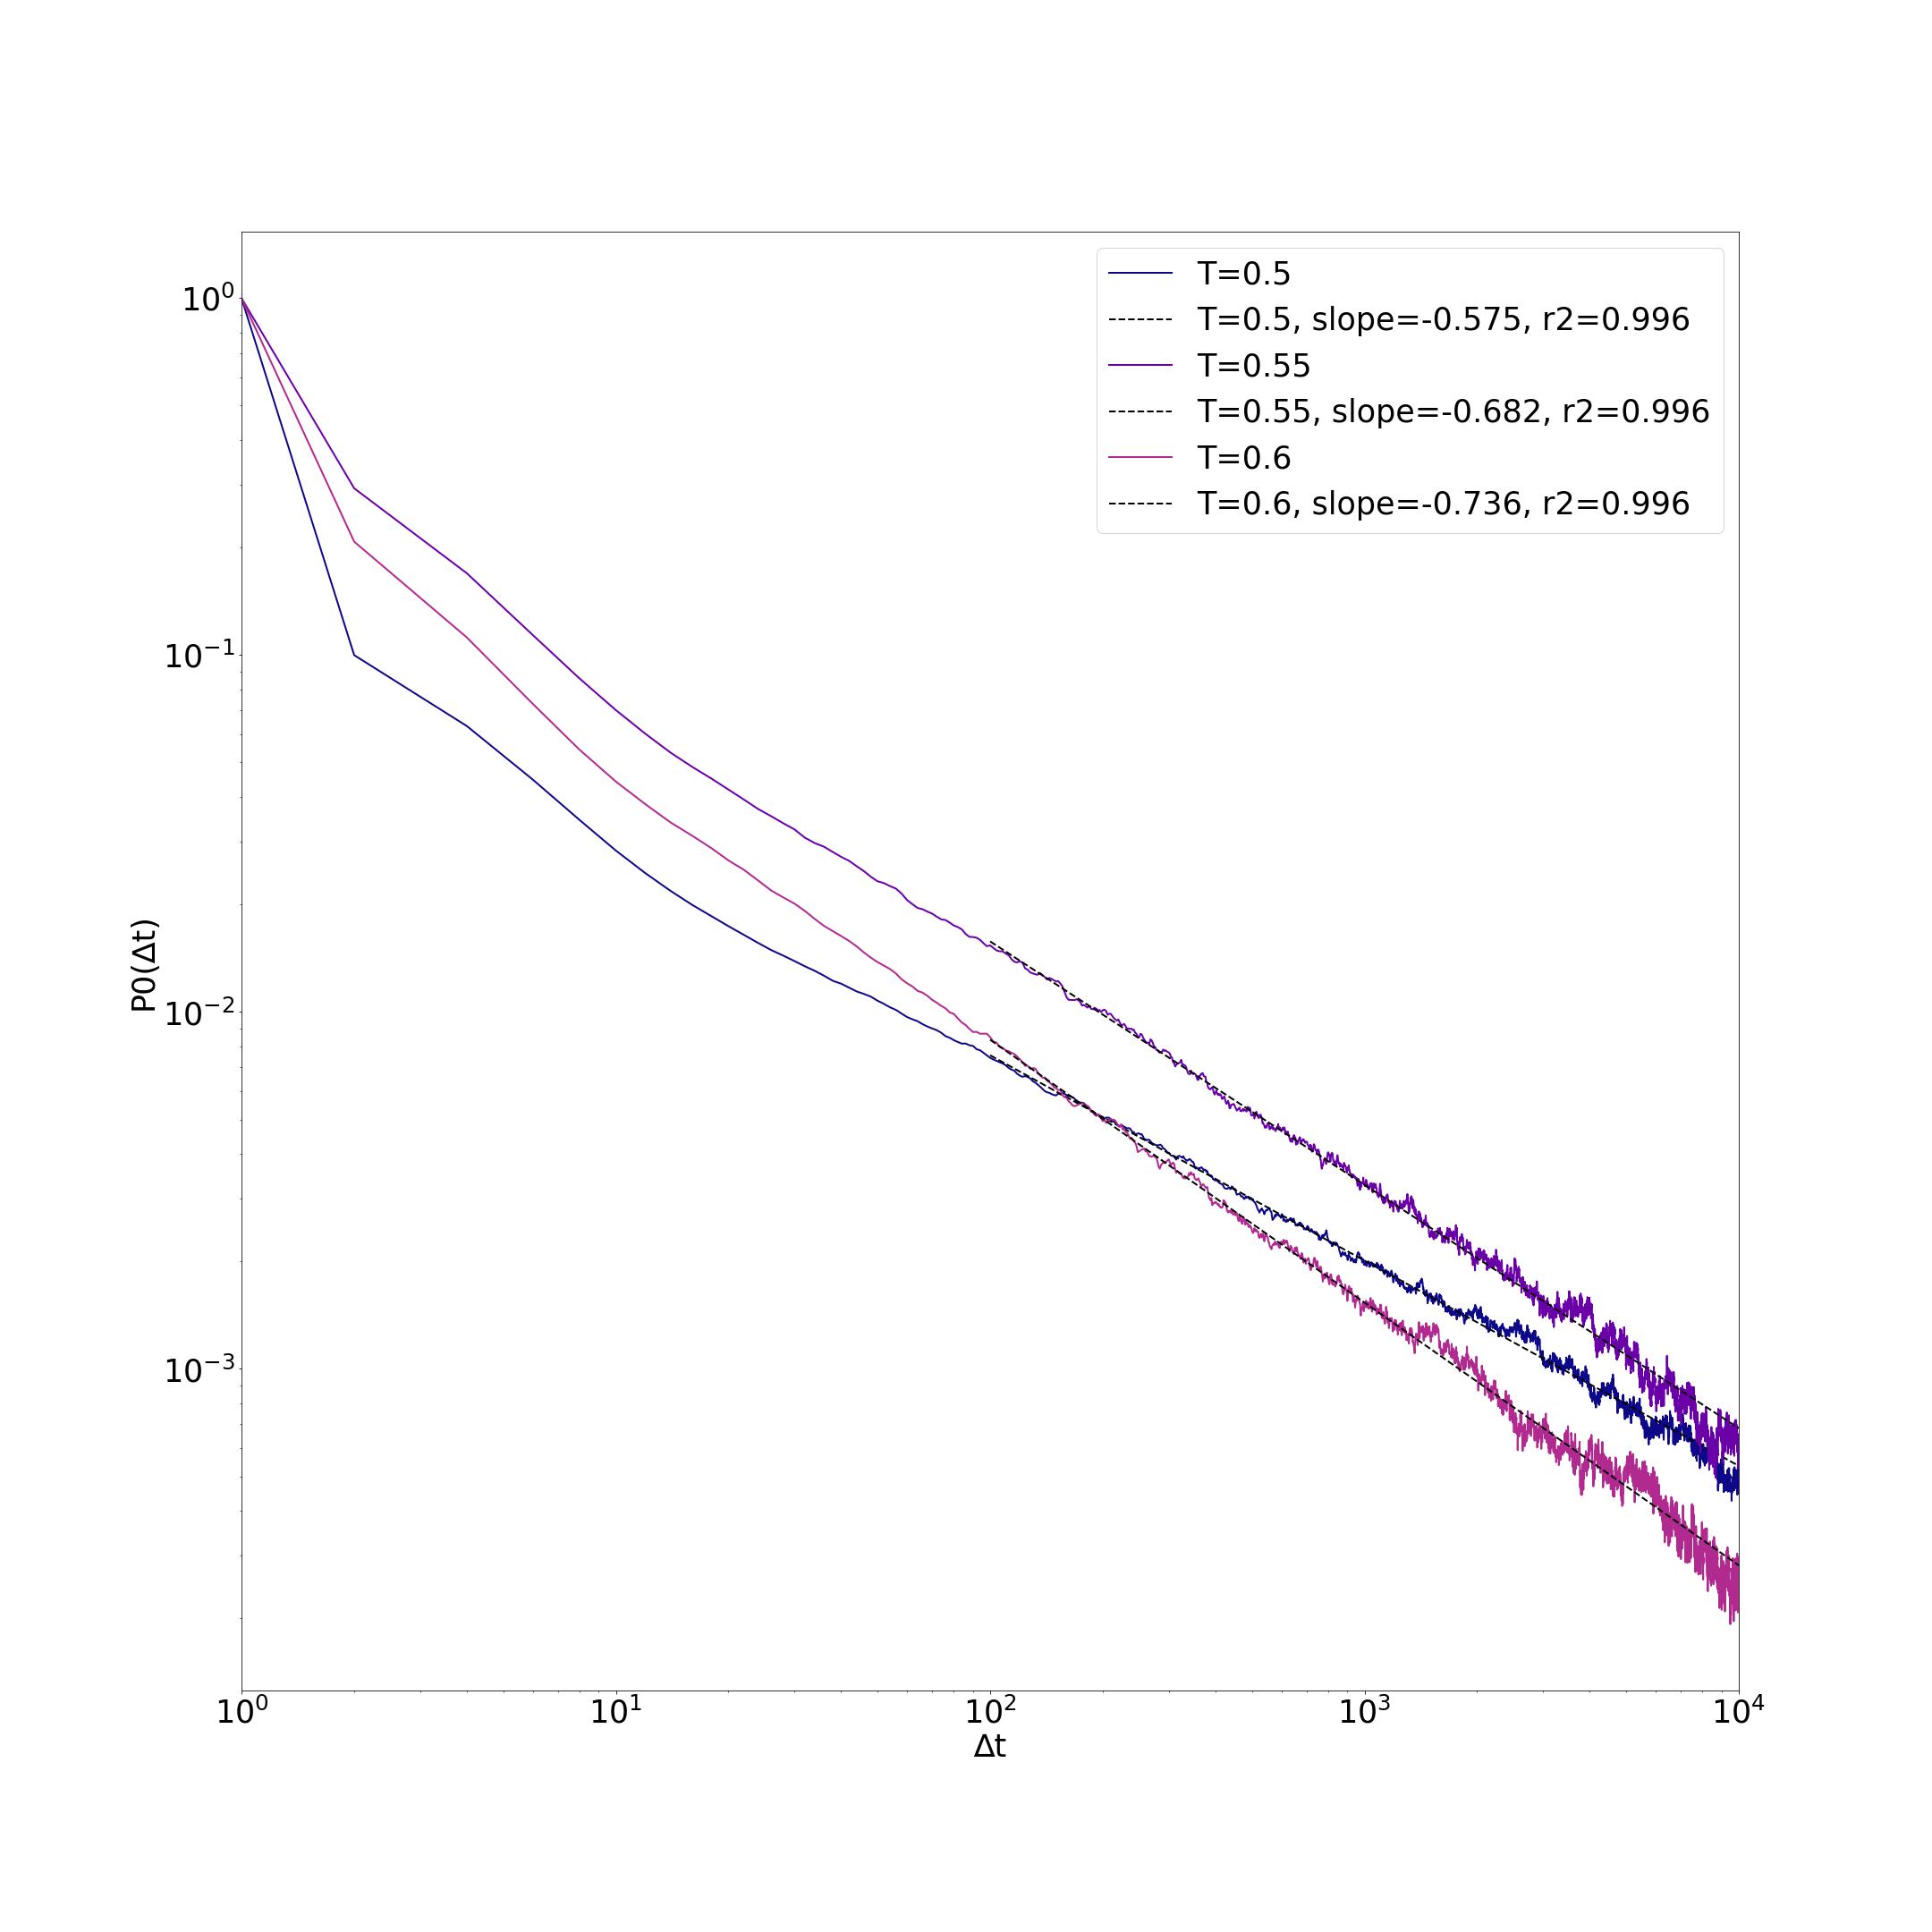 T=0.5
T=0.5, slope=-0.575, r2=0.996
T=0.55
T=0.55, slope=-0.682, r2=0.996
T=0.6
T=0.6, slope=-0.736, r2=0.996
10⁰
10⁻¹
10⁻²
10⁻³
P0(Δt)
10⁰ 10¹ 10² 10³ 10⁴
Δt